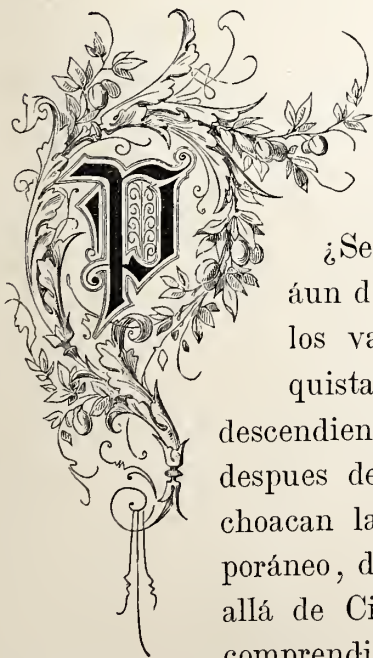 P
¿Se
áun d
los va
quista
descendien
despues de
choacan la
poráneo, d
allá de Ci
comprendi